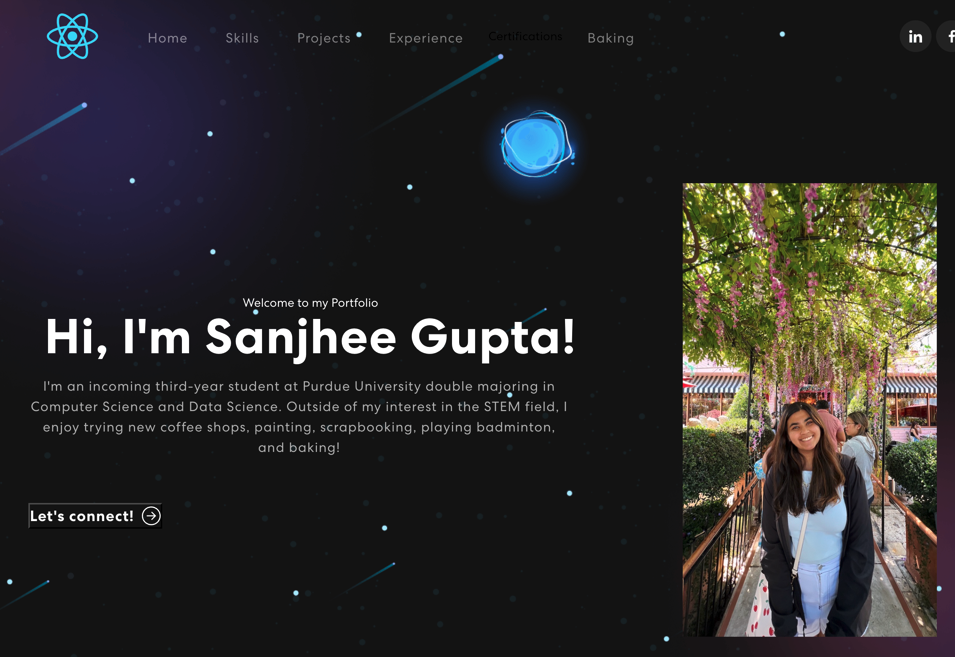 Home Skills Projects Experience Certifications Baking in f
Welcome to my Portfolio
Hi, I'm Sanjhee Gupta!
I'm an incoming third-year student at Purdue University double majoring in
Computer Science and Data Science. Outside of my interest in the STEM field, I
enjoy trying new coffee shops, painting, scrapbooking, playing badminton,
and baking!
Let's connect!